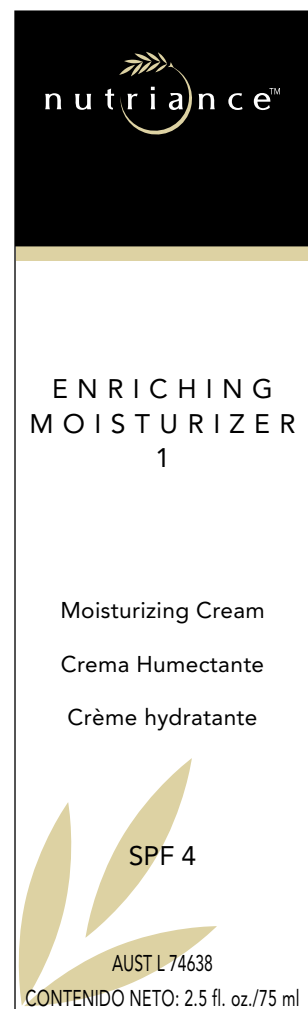 nutriance™
ENRICHING
MOISTURIZER
1
Moisturizing Cream
Crema Humectante
Crème hydratante
SPF 4
AUST L 74638
CONTENIDO NETO: 2.5 fl. oz./75 ml